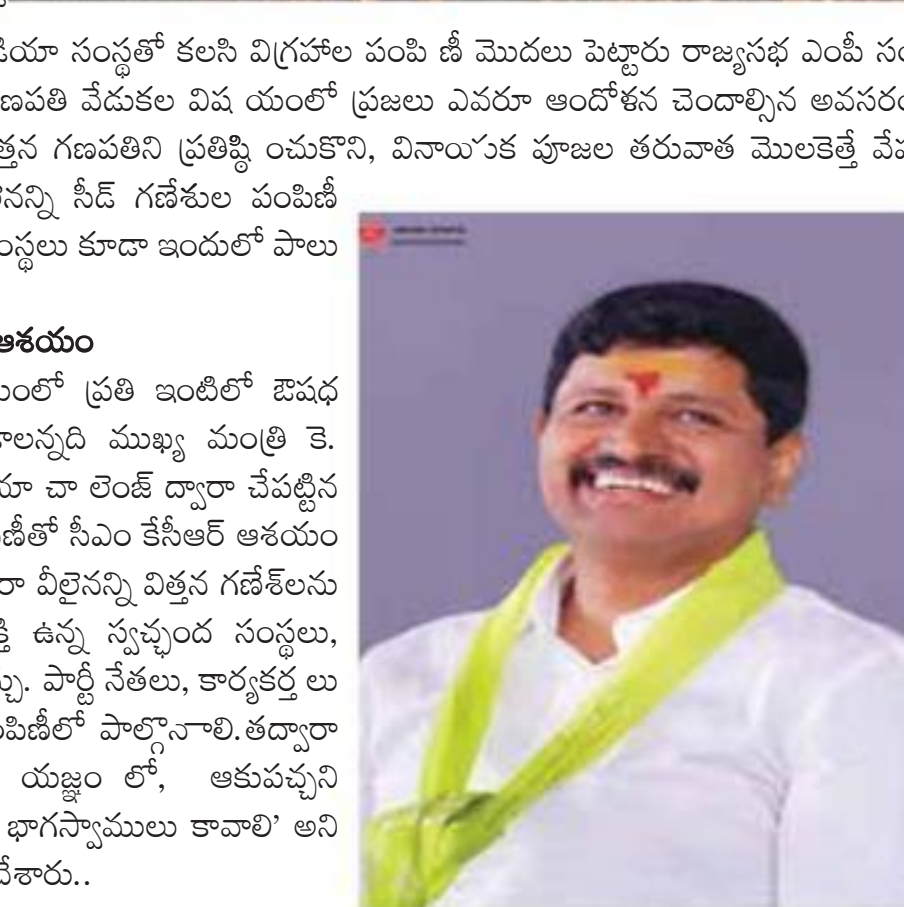 డియా సంస్థతో కలసి విగ్రహాల పంపి ణీ మొదలు పెట్టారు రాజ్యసభ ఎంపీ సం
ణపతి వేడుకల విష యంలో ప్రజలు ఎవరూ ఆందోళన చెందాల్సిన అవసరం
త్తన గణపతిని ప్రతిష్ఠి ంచుకొని, వినాయక పూజల తరువాత మొలకెత్తే వేప
నన్ని సీడ్ గణేశుల పంపిణీ
ంస్థలు కూడా ఇందులో పాలు
ఆశయం
ంలో ప్రతి ఇంటిలో ఔషధ
ాలన్నది ముఖ్య మంత్రి కె.
యా చా లెంజ్ ద్వారా చేపట్టిన
ణీతో సీఎం కేసీఆర్ ఆశయం
రా వీలైనన్ని విత్తన గణేశ్‌లను
క్తి ఉన్న స్వచ్ఛంద సంస్థలు,
చ్చు. పార్టీ నేతలు, కార్యకర్త లు
పిణీలో పాల్గొనాలి.తద్వారా
యజ్ఞం లో, ఆకుపచ్చని
భాగస్వాములు కావాలి' అని
చేశారు..